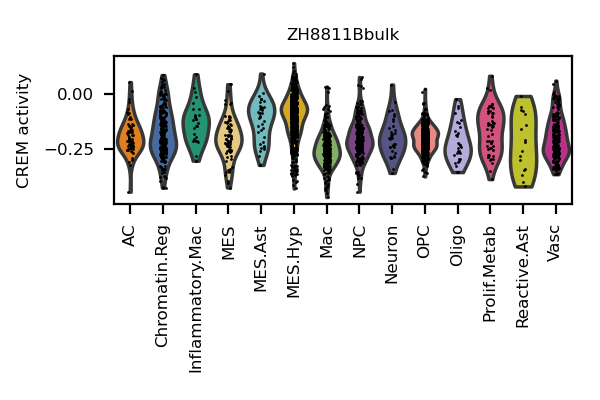 ZH8811Bbulk
CREM activity
0.00
−0.25
AC
Chromatin.Reg
Inflammatory.Mac
MES
MES.Ast
MES.Hyp
Mac
NPC
Neuron
OPC
Oligo
Prolif.Metab
Reactive.Ast
Vasc